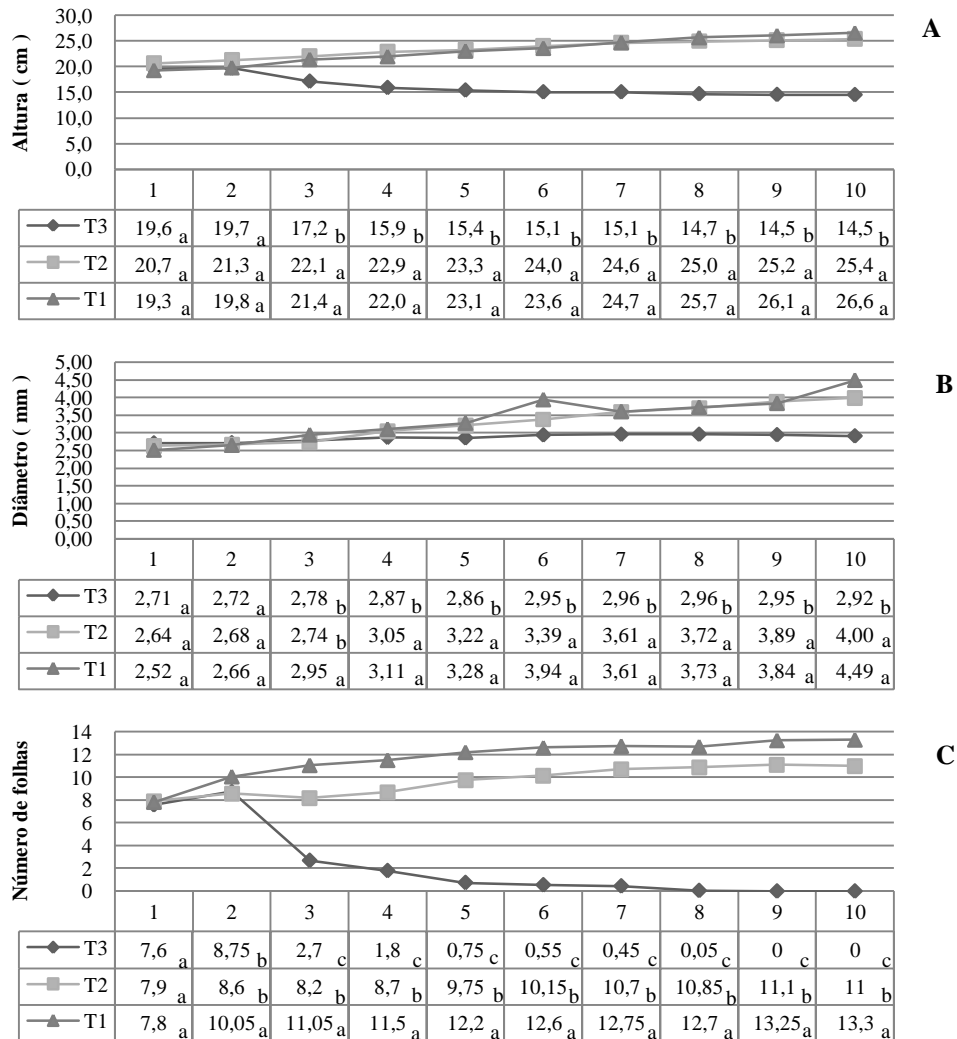 A
Altura ( cm )
30,0
25,0
20,0
15,0
10,0
5,0
0,0
1 2 3 4 5 6 7 8 9 10
T3 19,6 a 19,7 a 17,2 b 15,9 b 15,4 b 15,1 b 15,1 b 14,7 b 14,5 b 14,5 b
T2 20,7 a 21,3 a 22,1 a 22,9 a 23,3 a 24,0 a 24,6 a 25,0 a 25,2 a 25,4 a
T1 19,3 a 19,8 a 21,4 a 22,0 a 23,1 a 23,6 a 24,7 a 25,7 a 26,1 a 26,6 a
B
Diâmetro ( mm )
5,00
4,50
4,00
3,50
3,00
2,50
2,00
1,50
1,00
0,50
0,00
1 2 3 4 5 6 7 8 9 10
T3 2,71 a 2,72 a 2,78 b 2,87 b 2,86 b 2,95 b 2,96 b 2,96 b 2,95 b 2,92 b
T2 2,64 a 2,68 a 2,74 b 3,05 a 3,22 a 3,39 a 3,61 a 3,72 a 3,89 a 4,00 a
T1 2,52 a 2,66 a 2,95 a 3,11 a 3,28 a 3,94 a 3,61 a 3,73 a 3,84 a 4,49 a
C
Número de folhas
14
12
10
8
6
4
2
0
1 2 3 4 5 6 7 8 9 10
T3 7,6 a 8,75 b 2,7 c 1,8 c 0,75 c 0,55 c 0,45 c 0,05 c 0 c 0 c
T2 7,9 a 8,6 b 8,2 b 8,7 b 9,75 b 10,15 b 10,7 b 10,85 b 11,1 b 11 b
T1 7,8 a 10,05 a 11,05 a 11,5 a 12,2 a 12,6 a 12,75 a 12,7 a 13,25 a 13,3 a